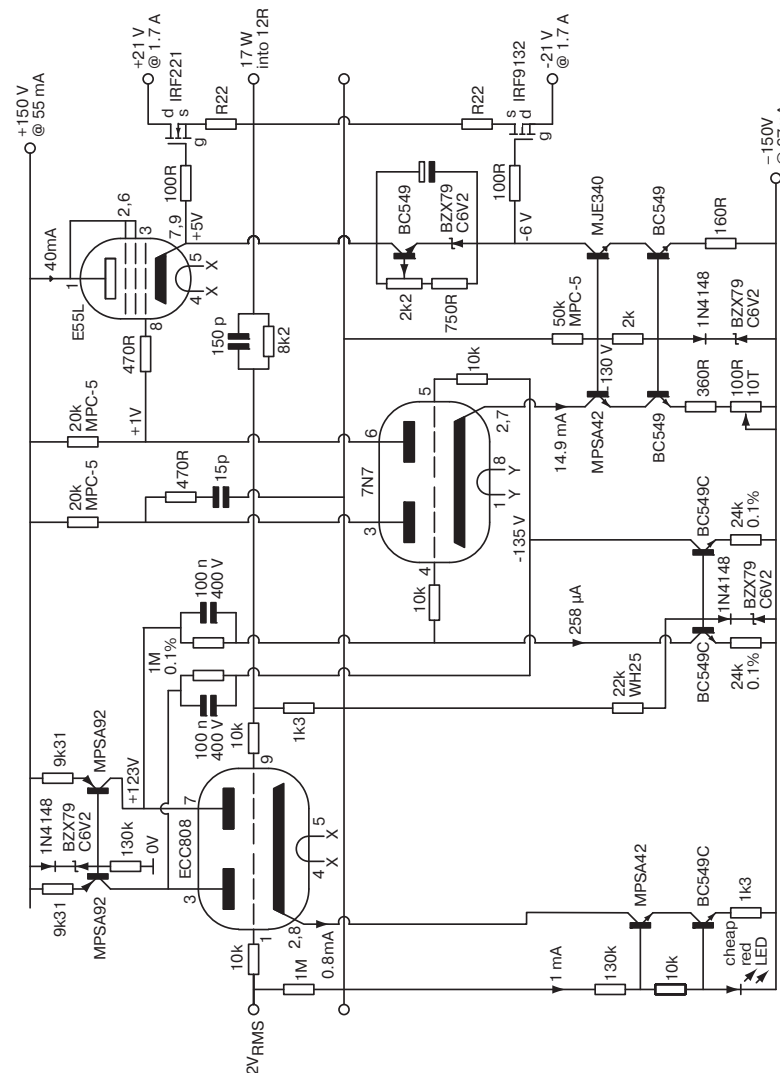 +150 V
@ 55 mA
40mA
1
2,6
3
7,9
+5V
E55L
8
5
4
X
X
470R
+1V
20k
MPC-5
20k
MPC-5
470R
15p
150 p
8k2
+21 V
@ 1.7 A
IRF221
d
s
g
R22
100R
17 W
into 12R
R22
IRF9132
s
d
g
-21 V
@ 1.7 A
100R
BC549
BZX79
C6V2
2k2
750R
-6 V
MJE340
BC549
160R
50k
MPC-5
2k
1N4148
BZX79
C6V2
-130 V
MPSA42
BC549
360R
100R
10T
14.9 mA
10k
5
6
3
4
7N7
2,7
8
1
Y
Y
10k
-135 V
258 µA
BC549C
BC549C
24k
0.1%
24k
0.1%
1N4148
BZX79
C6V2
22k
WH25
1k3
100 n
400 V
1M
0.1%
100 n
400 V
10k
9
9k31
MPSA92
+123V
1N4148
BZX79
C6V2
130k
0V
9k31
MPSA92
ECC808
7
3
1
2,8
5
4
X
X
10k
2VRMS
1M
0.8mA
1 mA
130k
10k
MPSA42
BC549C
1k3
cheap
red
LED
−150V